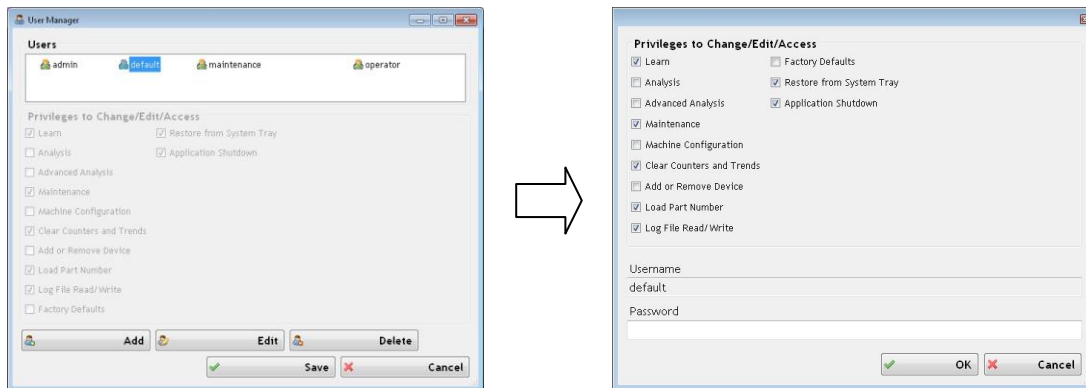 User Manager
Users
admin default maintenance operator
Privileges to Change/Edit/Access
Learn Restore from System Tray
Analysis Application Shutdown
Advanced Analysis
Maintenance
Machine Configuration
Clear Counters and Trends
Add or Remove Device
Load Part Number
Log File Read/Write
Factory Defaults
Add Edit Delete
Save Cancel
Privileges to Change/Edit/Access
Learn Factory Defaults
Analysis Restore from System Tray
Advanced Analysis Application Shutdown
Maintenance
Machine Configuration
Clear Counters and Trends
Add or Remove Device
Load Part Number
Log File Read/Write
Username
default
Password
OK Cancel